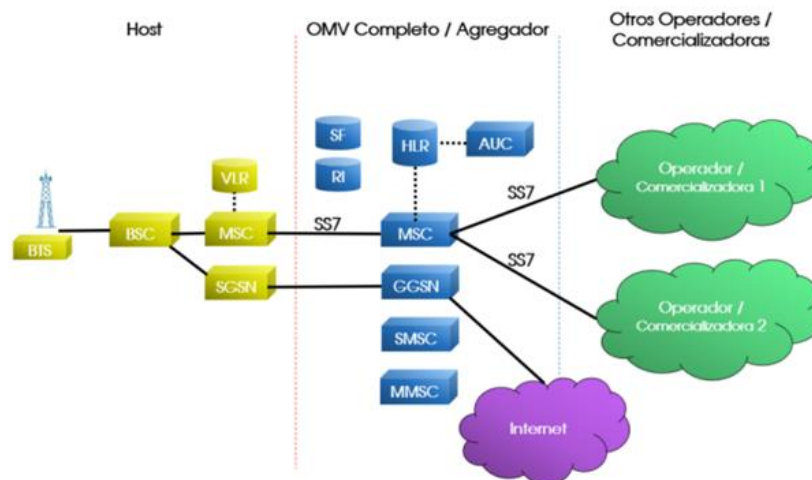 Host
OMV Completo / Agregador
Otros Operadores /
Comercializadoras
SF
RI
HLR
AUC
VLR
BTS
BSC
MSC
SS7
MSC
SS7
SS7
SGSN
GGSN
SMSC
MMSC
Operador /
Comercializadora 1
Operador /
Comercializadora 2
Internet